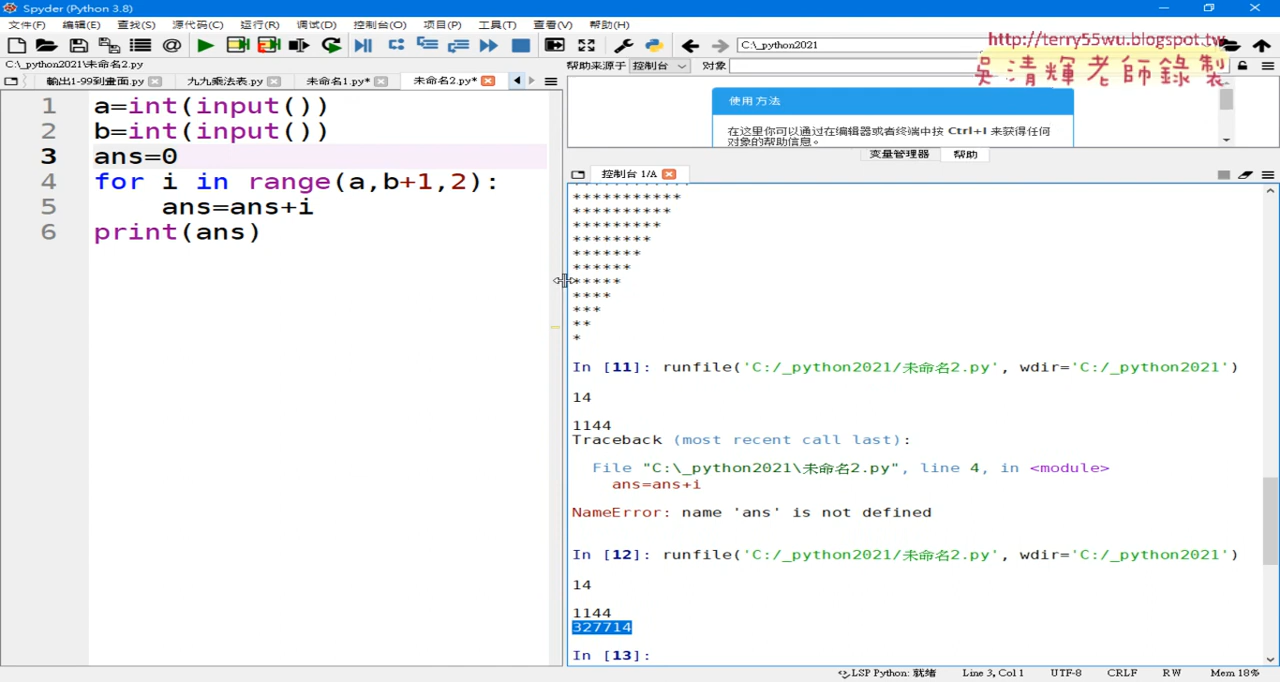 Spyder (Python 3.8)
文件(F) 编辑(E) 查找(S) 源代码(C) 运行(R) 调试(D) 控制台(O) 项目(P) 工具(T) 查看(V) 帮助(H)
C:\_python2021
http://terry55wu.blogspot.tw
吳清輝老師錄製
C:\_python2021\未命名2.py
帮助来源于 控制台 对象
輸出1-99到畫面.py 九九乘法表.py 未命名1.py* 未命名2.py*
1 a=int(input())
2 b=int(input())
3 ans=0
4 for i in range(a,b+1,2):
5 ans=ans+i
6 print(ans)
使用方法
在这里你可以通过在编辑器或者终端中按 Ctrl+I 来获得任何
对象的帮助信息。
变量管理器 帮助
控制台 1/A
***********
**********
*********
********
*******
******
*****
****
***
**
*
In [11]: runfile('C:/_python2021/未命名2.py', wdir='C:/_python2021')
14
1144
Traceback (most recent call last):
File "C:\_python2021\未命名2.py", line 4, in <module>
ans=ans+i
NameError: name 'ans' is not defined
In [12]: runfile('C:/_python2021/未命名2.py', wdir='C:/_python2021')
14
1144
327714
In [13]:
LSP Python: 就绪 Line 3, Col 1 UTF-8 CRLF RW Mem 18%